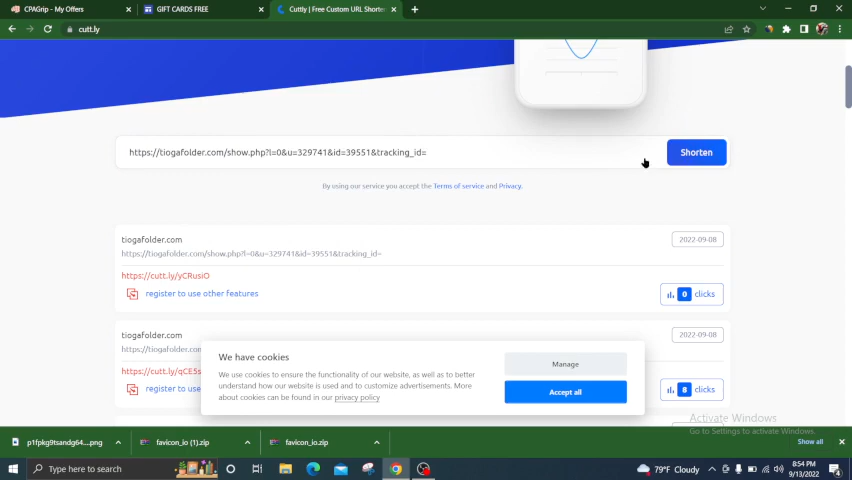 CPAGrip - My Offers
GIFT CARDS FREE
Cuttly | Free Custom URL Shorte
cutt.ly
https://tiogafolder.com/show.php?l=0&u=329741&id=39551&tracking_id=
Shorten
By using our service you accept the Terms of service and Privacy.
tiogafolder.com
2022-09-08
https://tiogafolder.com/show.php?l=0&u=329741&id=39551&tracking_id=
https://cutt.ly/yCRusiO
register to use other features
0 clicks
tiogafolder.com
2022-09-08
https://tiogafolder
We have cookies
Manage
We use cookies to ensure the functionality of our website, as well as to better
understand how our website is used and to customize advertisements. More
about cookies can be found in our privacy policy
Accept all
https://cutt.ly/qCE5s
register to use
8 clicks
Activate Windows
Go to Settings to activate Windows.
p1fpkg9tsandg64....png
favicon_io (1).zip
favicon_io.zip
Show all
Type here to search
79°F Cloudy
8:54 PM
9/13/2022
4